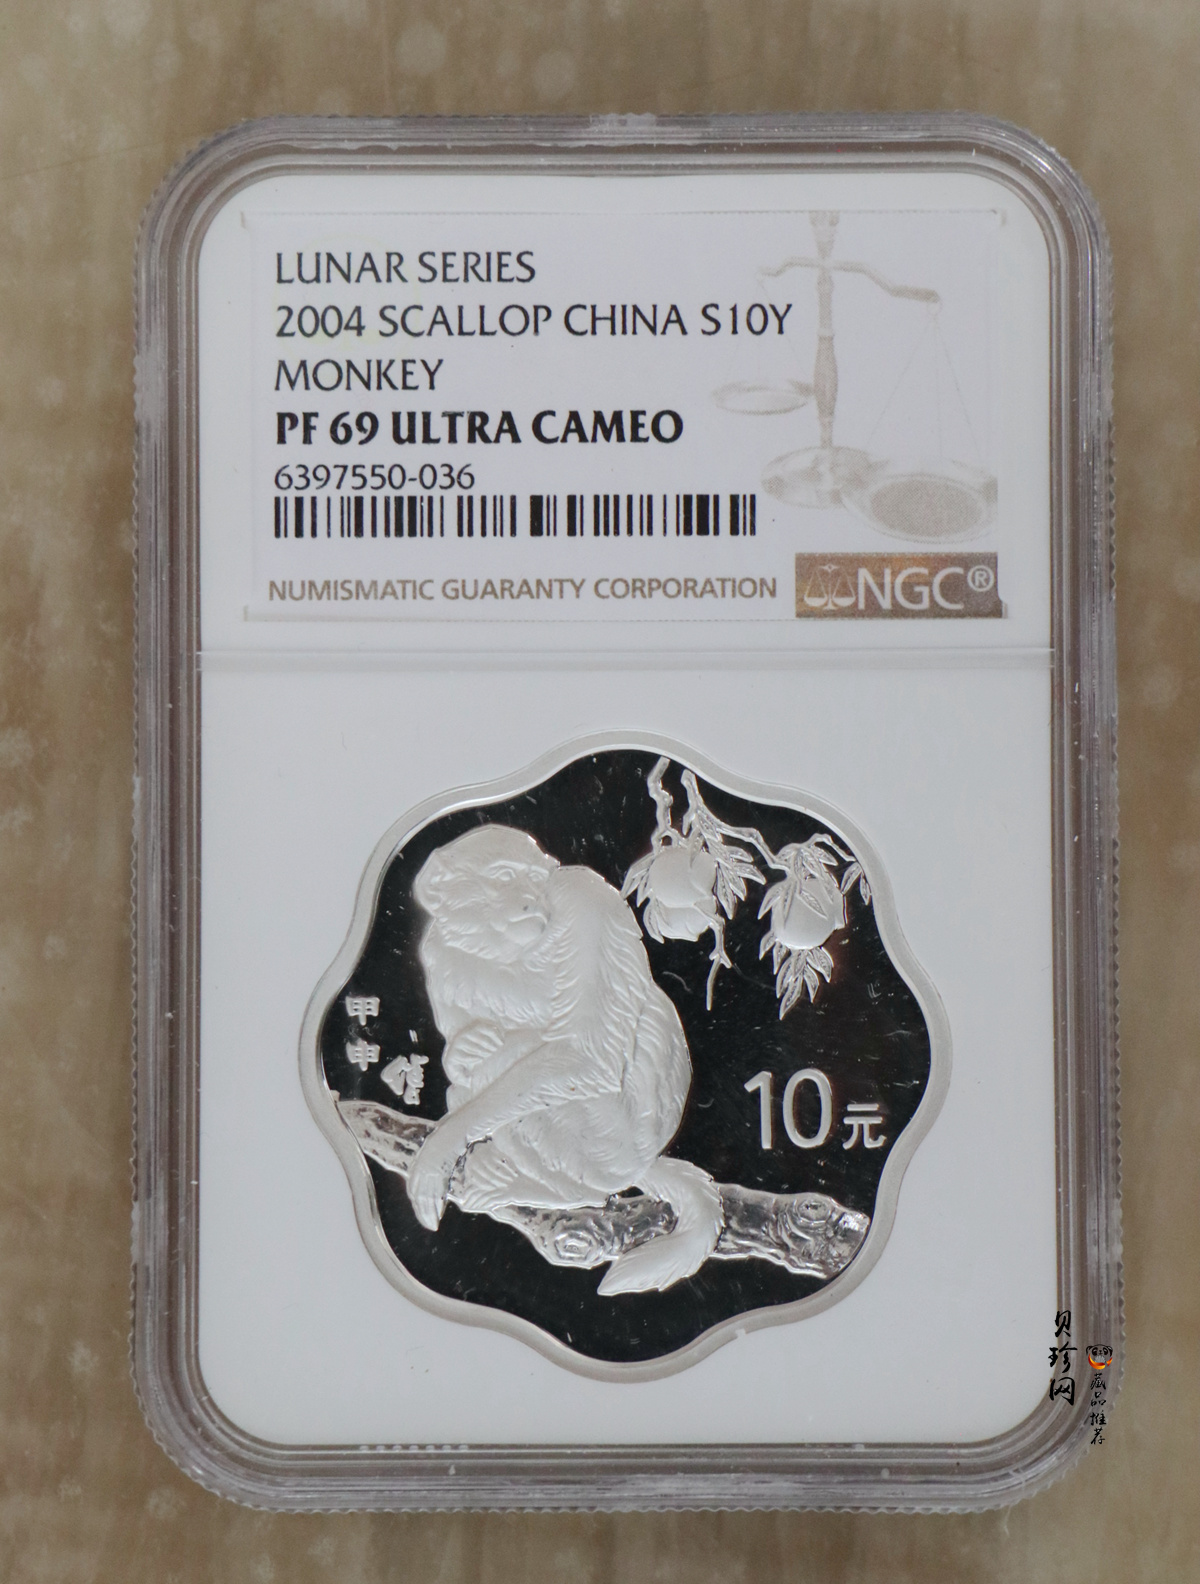 LUNAR SERIES
2004 SCALLOP CHINA S10Y
MONKEY
PF 69 ULTRA CAMEO
6397550-036
NUMISMATIC GUARANTY CORPORATION
NGC®
甲
申
10元
贝珍网
藏品推荐